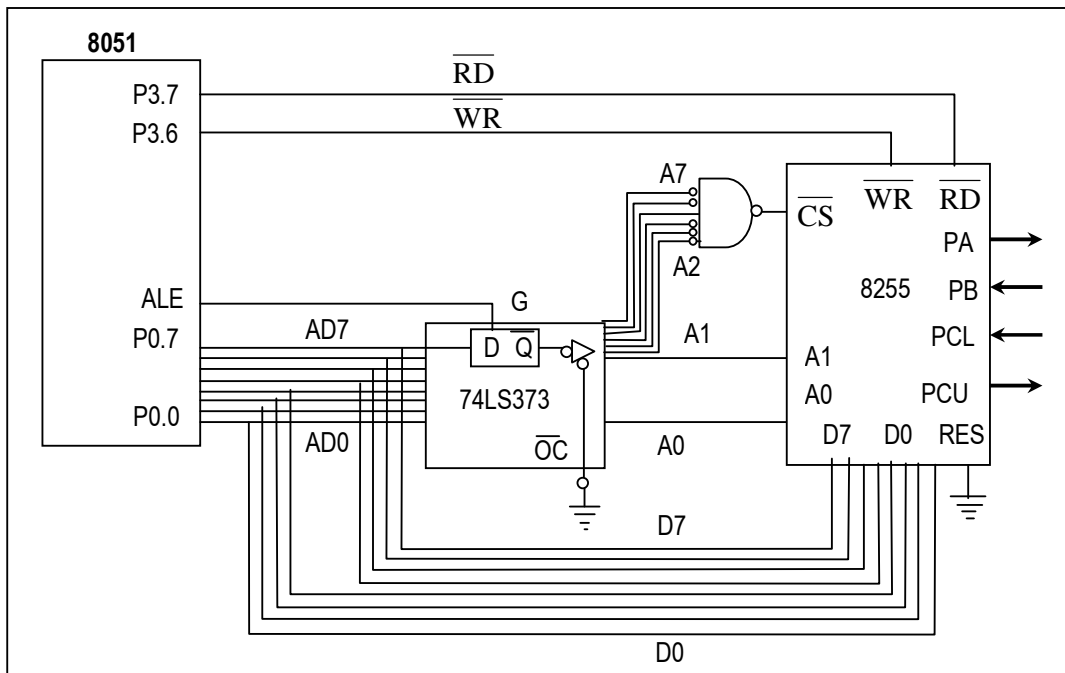 8051
P3.7
P3.6
ALE
P0.7
P0.0
RD
WR
AD7
AD0
G
D Q
74LS373
OC
A7
A2
A1
A0
D7
D0
CS
WR RD
PA
8255
PB
PCL
A1
A0
PCU
D7 D0 RES